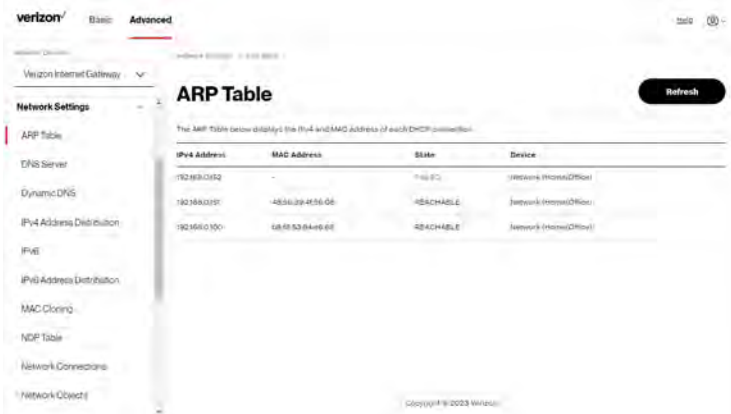 verizon✓ Basic Advanced Help
Verizon Internet Gateway
ARP Table
Refresh
Network Settings
The ARP Table below displays the IPv4 and MAC address of each DHCP connection.
ARP Table
IPv4 Address MAC Address State Device
DNS Server
FAILED Network (Home/Office)
Dynamic DNS
REACHABLE Network (Home/Office)
IPv4 Address Distribution
REACHABLE Network (Home/Office)
IPv6
IPv6 Address Distribution
MAC Cloning
NDP Table
Network Connections
Network Objects
Copyright © 2023 Verizon